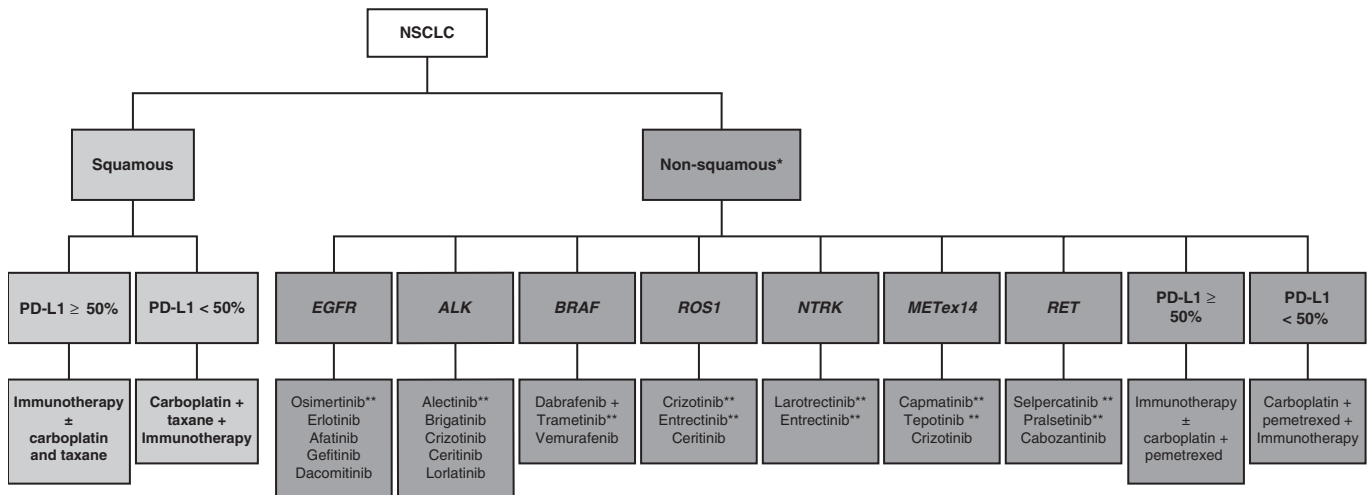 NSCLC
Squamous
Non-squamous*
PD-L1 ≥ 50%
PD-L1 < 50%
EGFR
ALK
BRAF
ROS1
NTRK
METex14
RET
PD-L1 ≥
50%
PD-L1
< 50%
Immunotherapy
±
carboplatin
and taxane
Carboplatin +
taxane +
Immunotherapy
Osimertinib**
Erlotinib
Afatinib
Gefitinib
Dacomitinib
Alectinib**
Brigatinib
Crizotinib
Ceritinib
Lorlatinib
Dabrafenib +
Trametinib**
Vemurafenib
Crizotinib**
Entrectinib**
Ceritinib
Larotrectinib**
Entrectinib**
Capmatinib**
Tepotinib **
Crizotinib
Selpercatinib **
Pralsetinib**
Cabozantinib
Immunotherapy
±
carboplatin +
pemetrexed
Carboplatin +
pemetrexed +
Immunotherapy